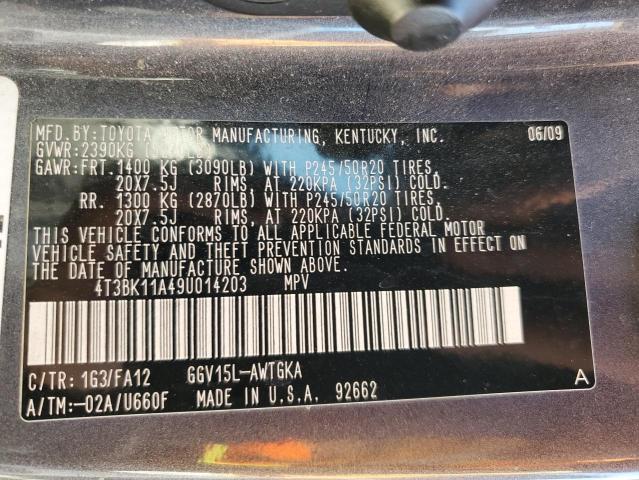 MFD.BY:TOYOTA MOTOR MANUFACTURING, KENTUCKY, INC. 06/09
GVWR:2390KG
GAWR:FRT.1400 KG (3090LB) WITH P245/50R20 TIRES,
20X7.5J RIMS, AT 220KPA (32PSI) COLD.
RR. 1300 KG (2870LB) WITH P245/50R20 TIRES,
20X7.5J RIMS, AT 220KPA (32PSI) COLD.
THIS VEHICLE CONFORMS TO ALL APPLICABLE FEDERAL MOTOR
VEHICLE SAFETY AND THEFT PREVENTION STANDARDS IN EFFECT ON
THE DATE OF MANUFACTURE SHOWN ABOVE.
4T3BK11A49U014203 MPV
C/TR: 1G3/FA12 GGV15L-AWTGKA A
A/TM:-02A/U660F MADE IN U.S.A. 92662